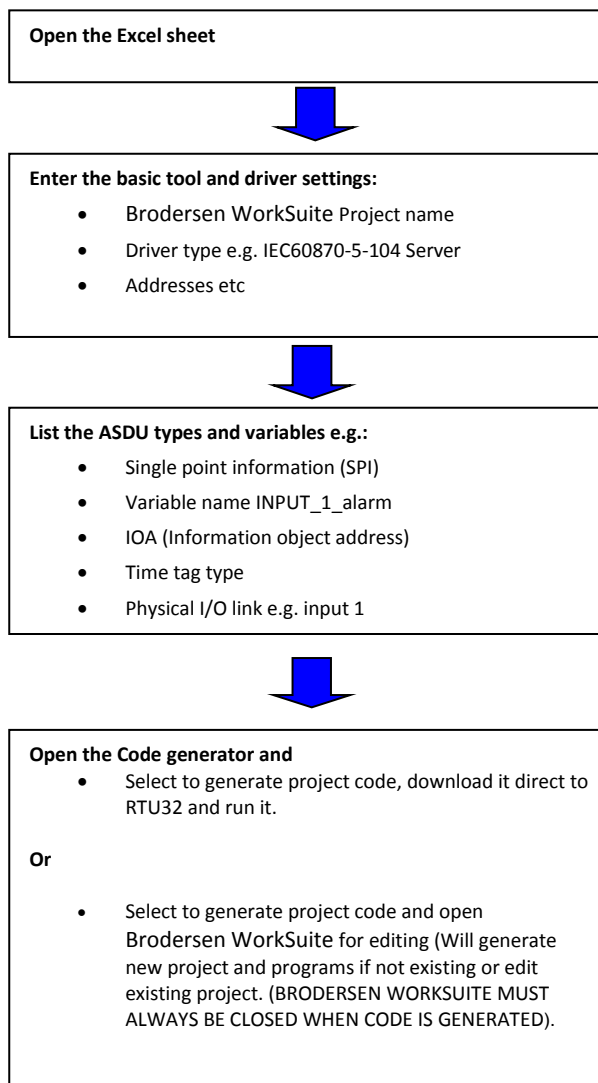 Open the Excel sheet
Enter the basic tool and driver settings:
• Brodersen WorkSuite Project name
• Driver type e.g. IEC60870-5-104 Server
• Addresses etc
List the ASDU types and variables e.g.:
• Single point information (SPI)
• Variable name INPUT_1_alarm
• IOA (Information object address)
• Time tag type
• Physical I/O link e.g. input 1
Open the Code generator and
• Select to generate project code, download it direct to
RTU32 and run it.
Or
• Select to generate project code and open
Brodersen WorkSuite for editing (Will generate
new project and programs if not existing or edit
existing project. (BRODERSEN WORKSUITE MUST
ALWAYS BE CLOSED WHEN CODE IS GENERATED).